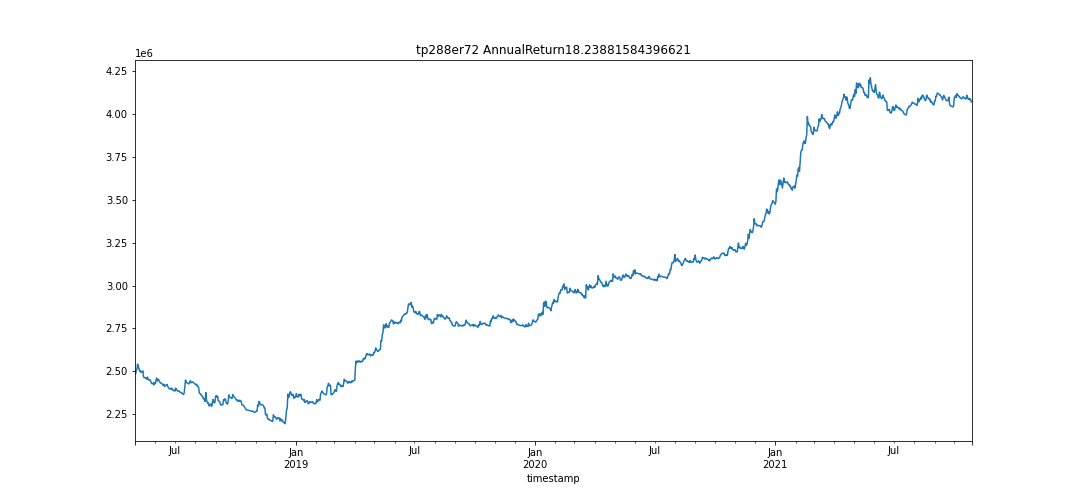 tp288er72 AnnualReturn18.23881584396621
1e6
4.25
4.00
3.75
3.50
3.25
3.00
2.75
2.50
2.25
Jul
Jan
2019
Jul
Jan
2020
Jul
Jan
2021
Jul
timestamp